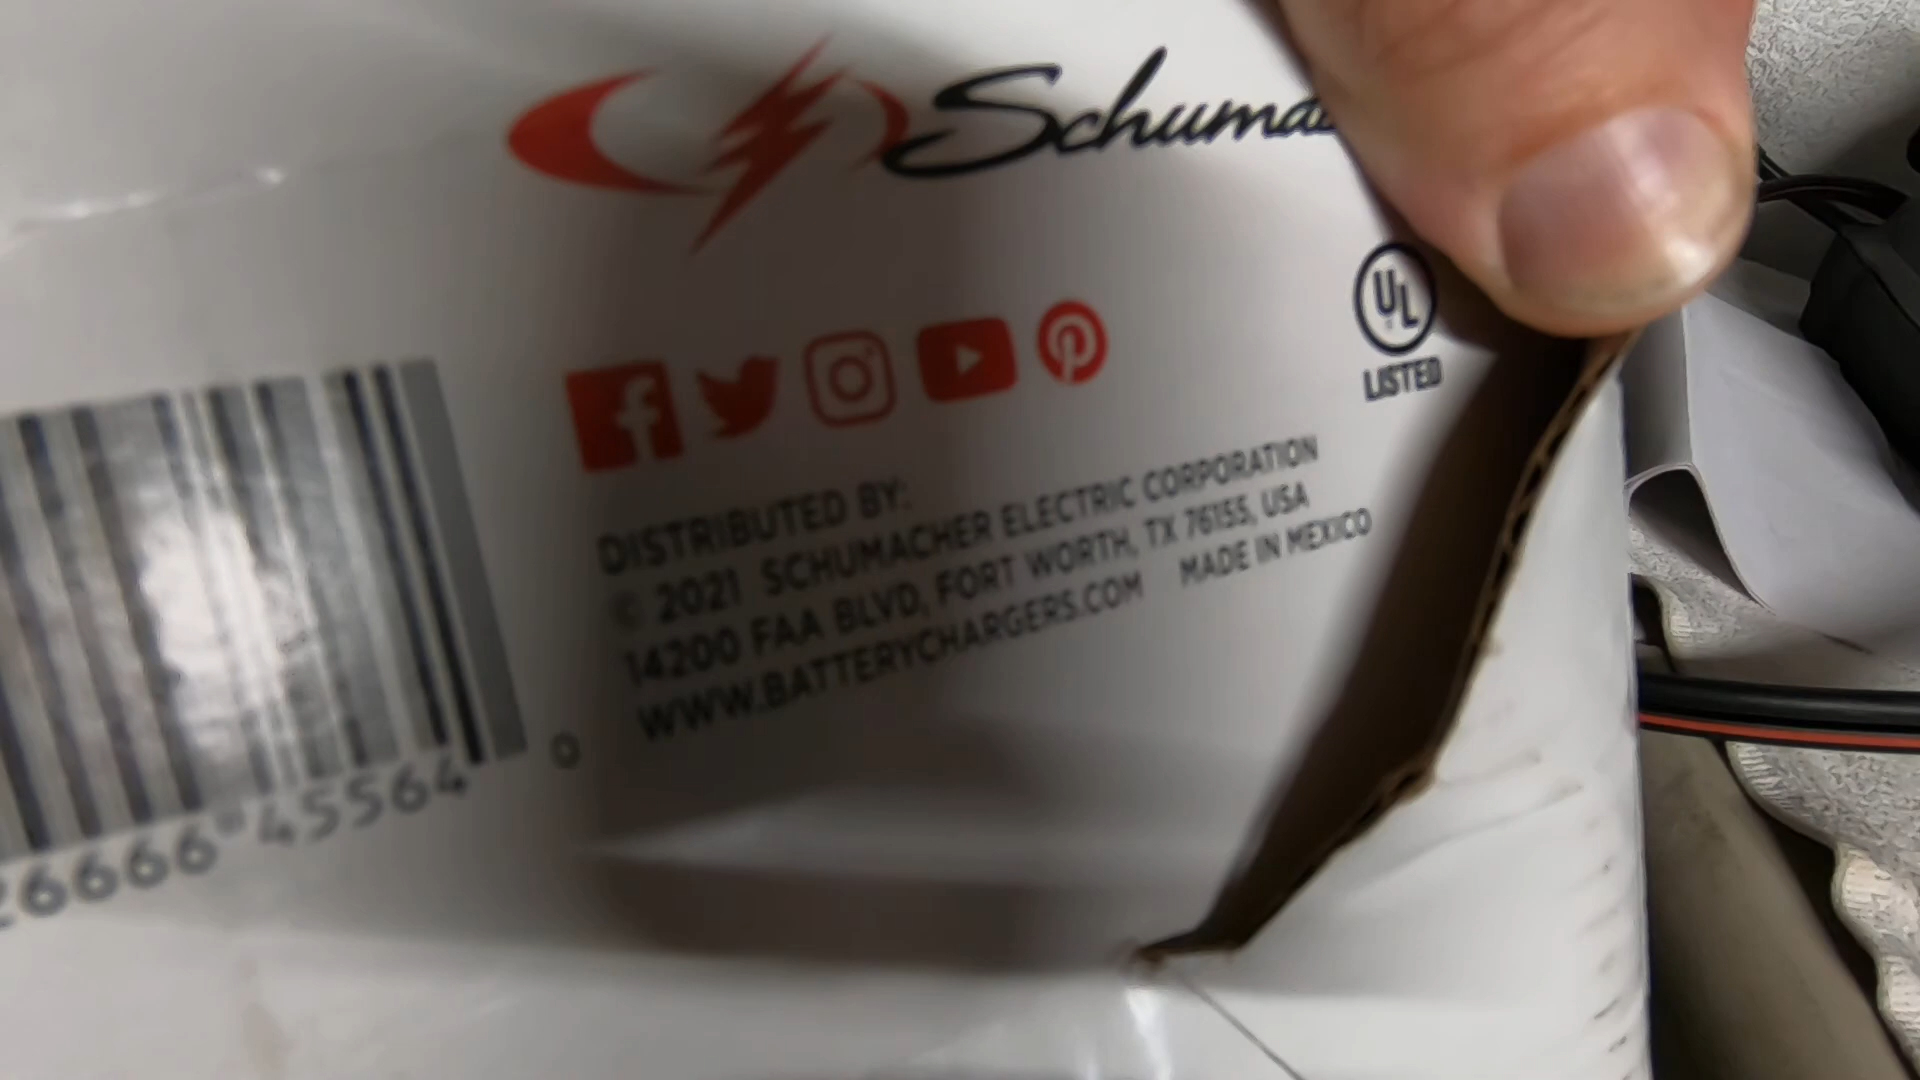 Schuma
UL
LISTED
DISTRIBUTED BY:
© 2021 SCHUMACHER ELECTRIC CORPORATION
14200 FAA BLVD, FORT WORTH, TX 76155, USA
WWW.BATTERYCHARGERS.COM MADE IN MEXICO
26666 45564 0